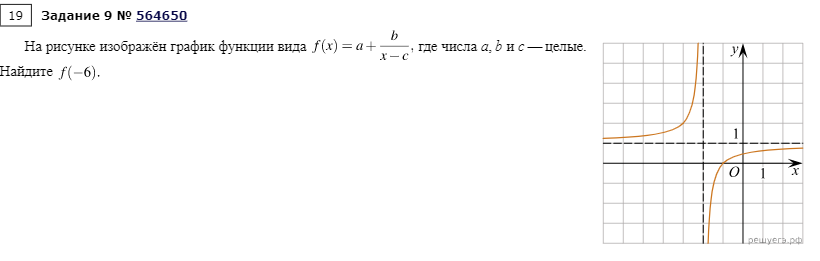 19 Задание 9 № 564650
На рисунке изображён график функции вида f(x) = a + b/(x − c), где числа a, b и c — целые.
Найдите f(−6).
y
1
O 1 x
решуегэ.рф